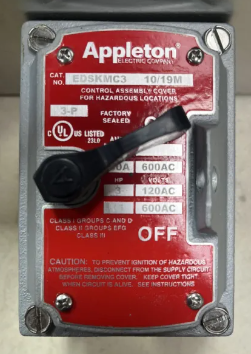 Appleton
ELECTRIC COMPANY
CAT. NO. EDSKMC3 10/19M
CONTROL ASSEMBLY COVER
FOR HAZARDOUS LOCATIONS
3-P FACTORY
SEALED
C UL US LISTED
600AC
HP VOLTS
3 120AC
600AC
CLASS I GROUPS C AND D
CLASS II GROUPS EFG
CLASS III
OFF
CAUTION: TO PREVENT IGNITION OF HAZARDOUS
ATMOSPHERES, DISCONNECT FROM THE SUPPLY CIRCUIT
BEFORE REMOVING COVER. KEEP COVER TIGHT
WHEN CIRCUIT IS ALIVE. SEE INSTRUCTIONS